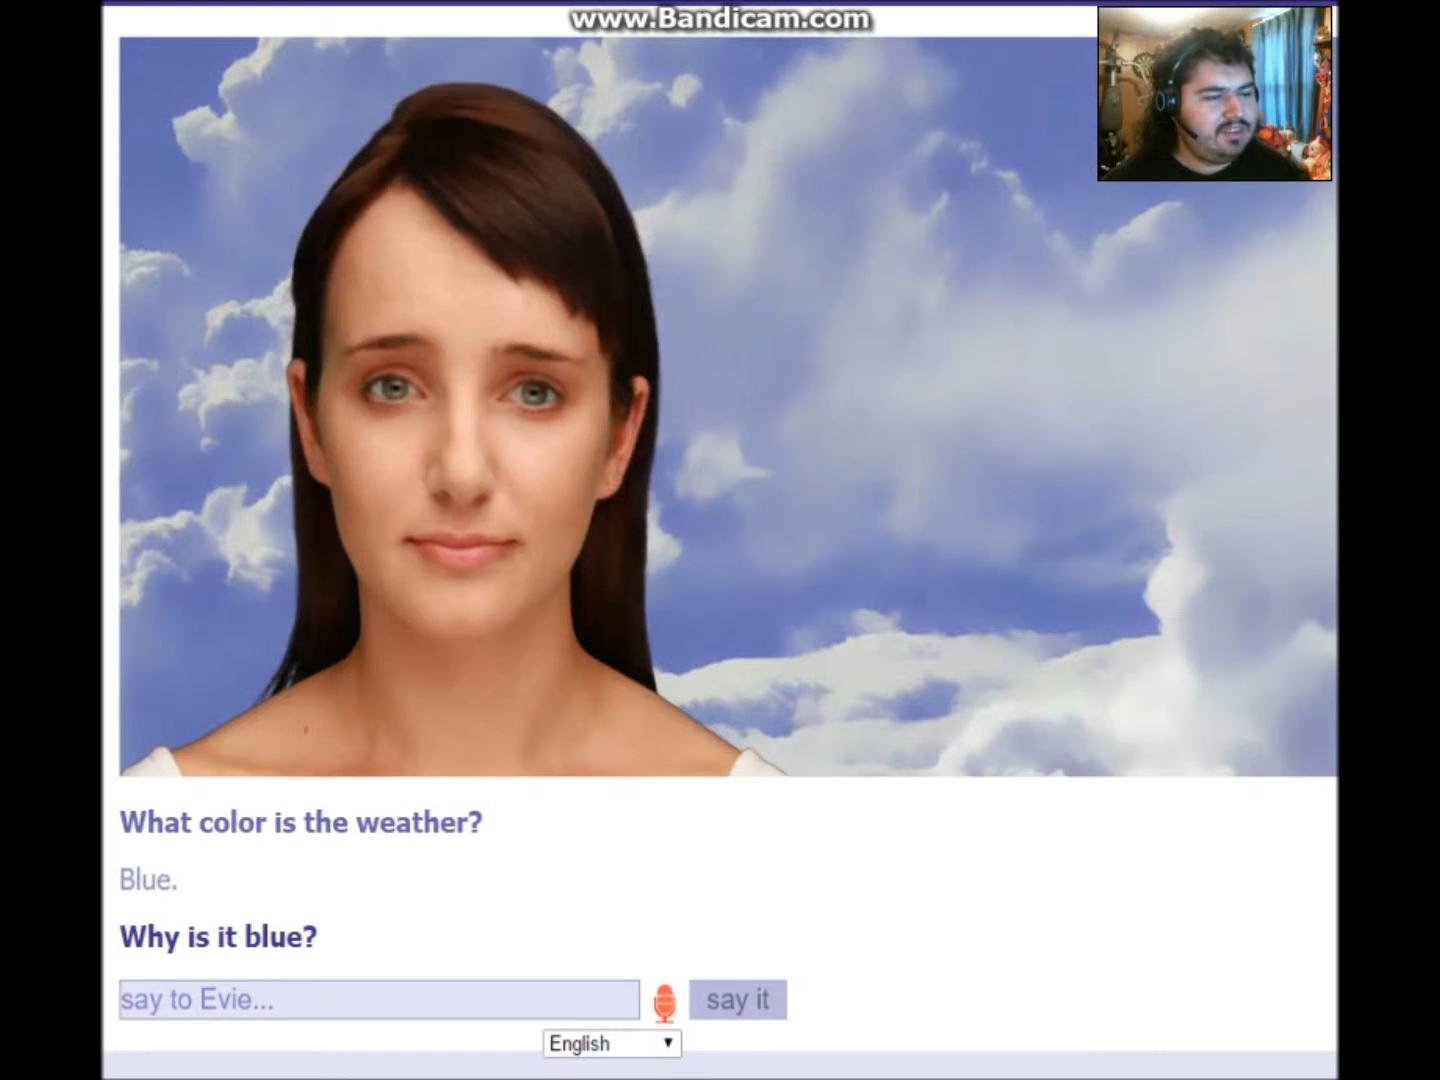 www.Bandicam.com
What color is the weather?
Blue.
Why is it blue?
say to Evie...
say it
English